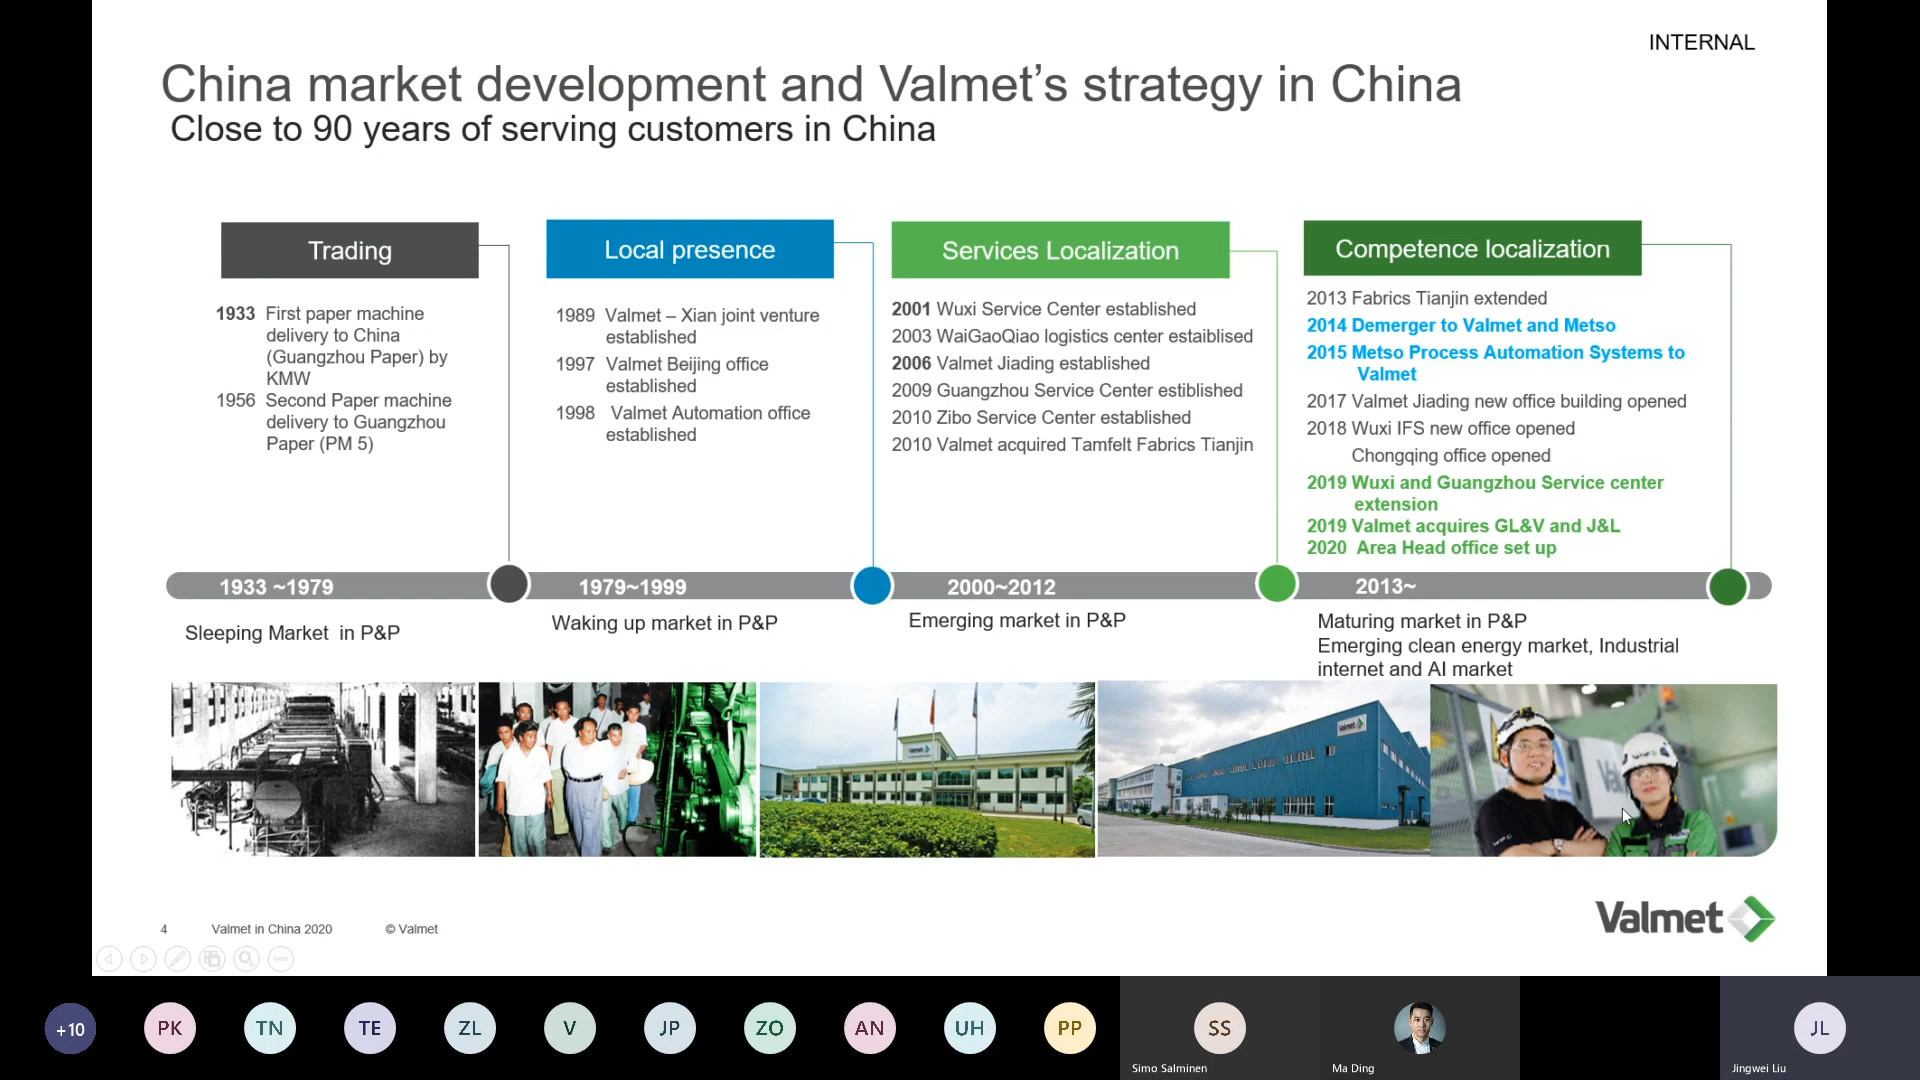 INTERNAL
China market development and Valmet's strategy in China
Close to 90 years of serving customers in China
Trading
1933 First paper machine
delivery to China
(Guangzhou Paper) by
KMW
1956 Second Paper machine
delivery to Guangzhou
Paper (PM 5)
Local presence
1989 Valmet – Xian joint venture
established
1997 Valmet Beijing office
established
1998 Valmet Automation office
established
Services Localization
2001 Wuxi Service Center established
2003 WaiGaoQiao logistics center estaiblised
2006 Valmet Jiading established
2009 Guangzhou Service Center estiblished
2010 Zibo Service Center established
2010 Valmet acquired Tamfelt Fabrics Tianjin
Competence localization
2013 Fabrics Tianjin extended
2014 Demerger to Valmet and Metso
2015 Metso Process Automation Systems to
Valmet
2017 Valmet Jiading new office building opened
2018 Wuxi IFS new office opened
Chongqing office opened
2019 Wuxi and Guangzhou Service center
extension
2019 Valmet acquires GL&V and J&L
2020 Area Head office set up
1933 ~1979
1979~1999
2000~2012
2013~
Sleeping Market in P&P
Waking up market in P&P
Emerging market in P&P
Maturing market in P&P
Emerging clean energy market, Industrial
internet and AI market
Valmet
Valmet
4 Valmet in China 2020 © Valmet
Valmet
+10
PK
TN
TE
ZL
V
JP
ZO
AN
UH
PP
SS
Simo Salminen
Ma Ding
JL
Jingwei Liu